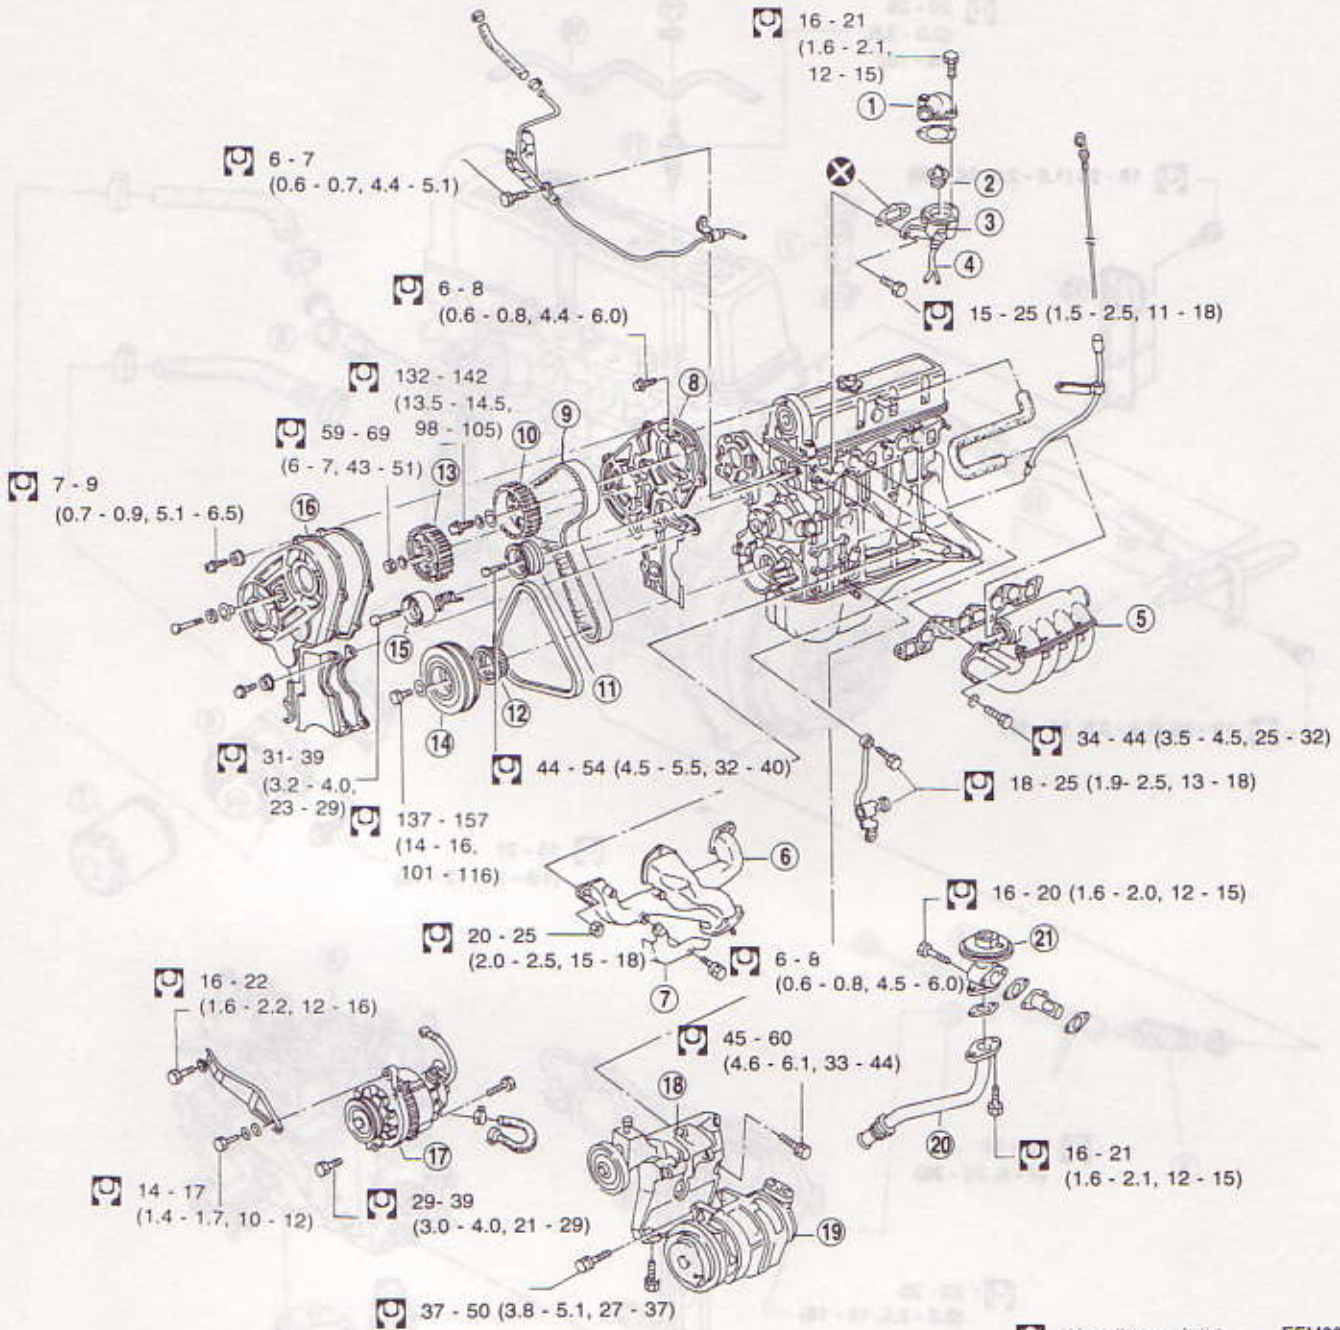 16 - 21
(1.6 - 2.1,
12 - 15)
1
6 - 7
(0.6 - 0.7, 4.4 - 5.1)
2
3
4
15 - 25 (1.5 - 2.5, 11 - 18)
6 - 8
(0.6 - 0.8, 4.4 - 6.0)
132 - 142
(13.5 - 14.5,
98 - 105)
8
9
10
59 - 69
(6 - 7, 43 - 51)
13
7 - 9
(0.7 - 0.9, 5.1 - 6.5)
16
5
15
11
12
14
31- 39
(3.2 - 4.0,
23 - 29)
44 - 54 (4.5 - 5.5, 32 - 40)
34 - 44 (3.5 - 4.5, 25 - 32)
18 - 25 (1.9- 2.5, 13 - 18)
137 - 157
(14 - 16,
101 - 116)
6
16 - 20 (1.6 - 2.0, 12 - 15)
20 - 25
(2.0 - 2.5, 15 - 18)
7
6 - 8
(0.6 - 0.8, 4.5 - 6.0)
21
16 - 22
(1.6 - 2.2, 12 - 16)
45 - 60
(4.6 - 6.1, 33 - 44)
18
17
20
16 - 21
(1.6 - 2.1, 12 - 15)
14 - 17
(1.4 - 1.7, 10 - 12)
29- 39
(3.0 - 4.0, 21 - 29)
19
37 - 50 (3.8 - 5.1, 27 - 37)